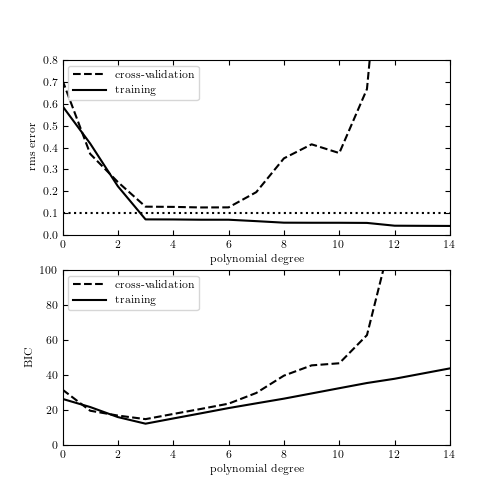 0.8
0.7
0.6
0.5
0.4
0.3
0.2
0.1
0.0
rms error
cross-validation
training
0 2 4 6 8 10 12 14
polynomial degree
100
80
60
40
20
0
BIC
cross-validation
training
0 2 4 6 8 10 12 14
polynomial degree